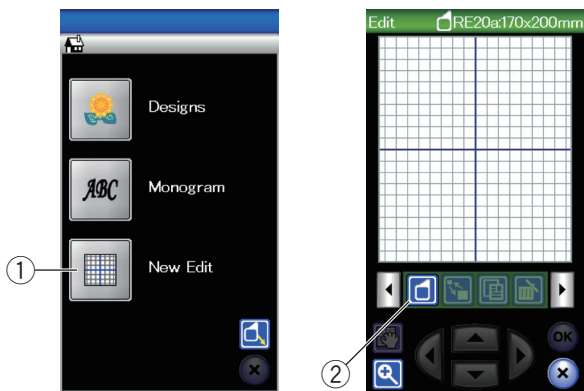 Designs
ABC
Monogram
New Edit
1
Edit
RE20a:170x200mm
OK
2